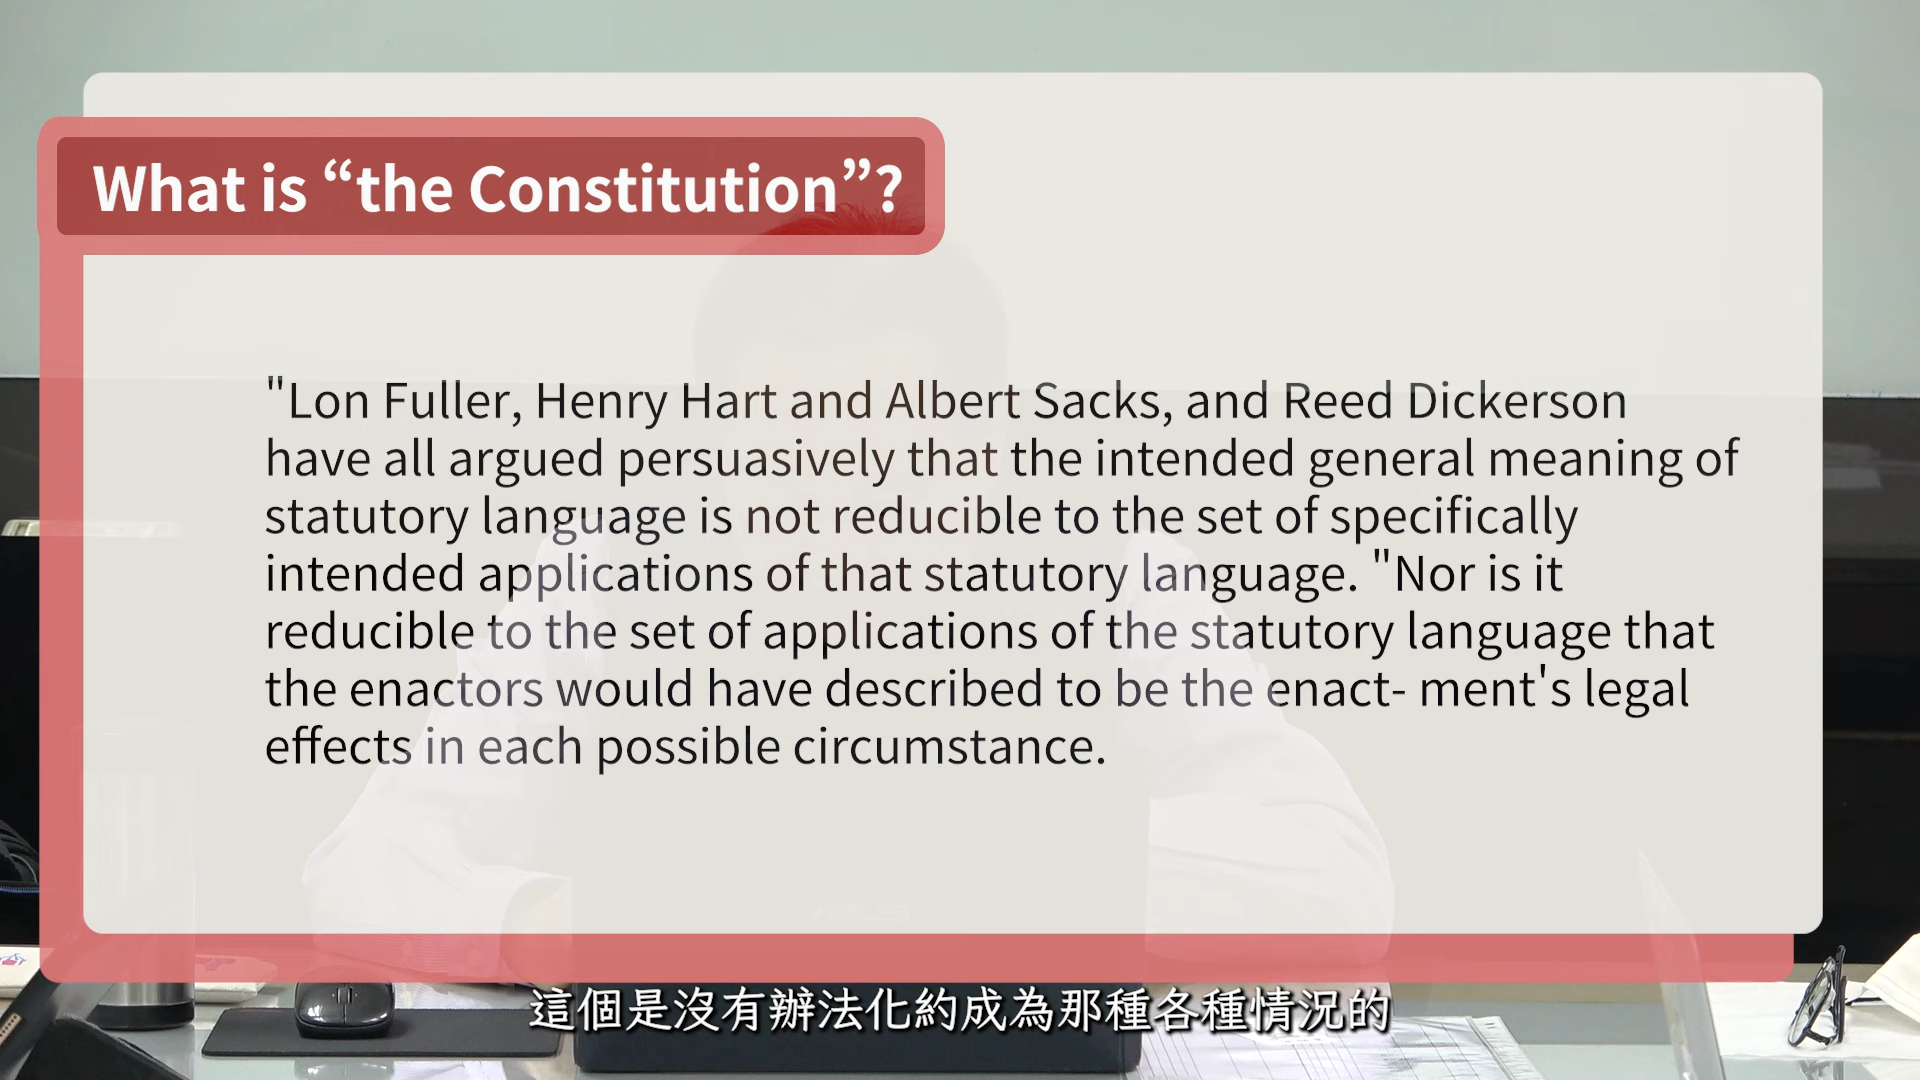 What is “the Constitution”?
"Lon Fuller, Henry Hart and Albert Sacks, and Reed Dickerson
have all argued persuasively that the intended general meaning of
statutory language is not reducible to the set of specifically
intended applications of that statutory language. "Nor is it
reducible to the set of applications of the statutory language that
the enactors would have described to be the enact- ment's legal
effects in each possible circumstance.
這個是沒有辦法化約成為那種各種情況的